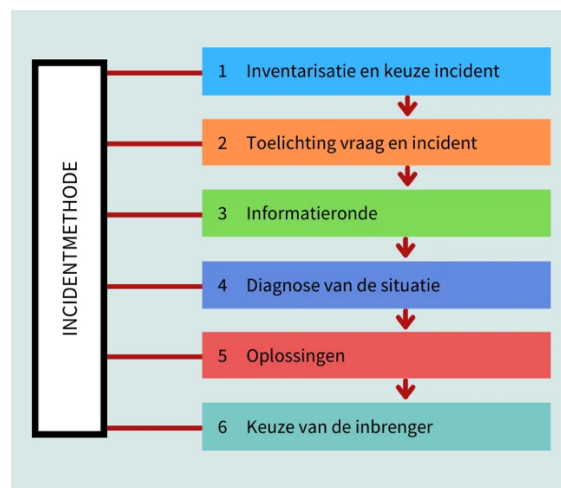 INCIDENTMETHODE
1 Inventarisatie en keuze incident
2 Toelichting vraag en incident
3 Informatieronde
4 Diagnose van de situatie
5 Oplossingen
6 Keuze van de inbrenger